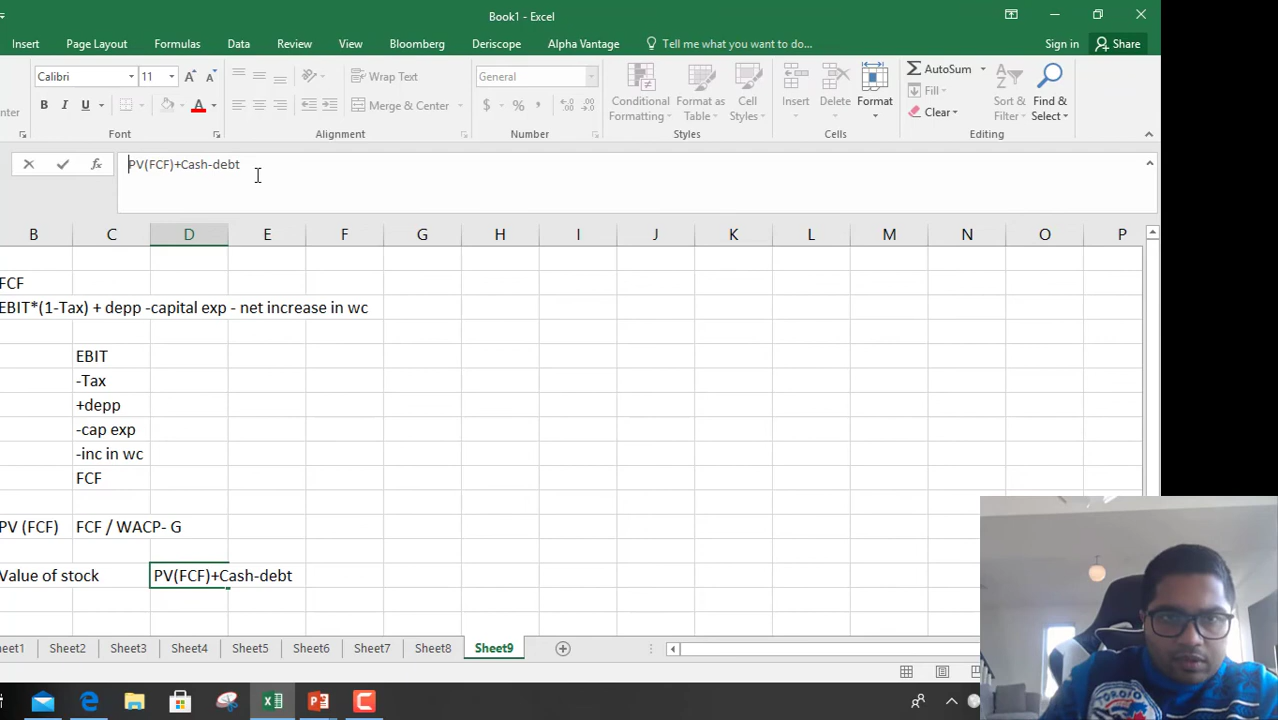 Book1 - Excel
Insert Page Layout Formulas Data Review View Bloomberg Deriscope Alpha Vantage Tell me what you want to do... Sign in Share
Calibri 11 Wrap Text General AutoSum
Fill
B I U A Merge & Center $ % , Conditional Formatting Format as Table Cell Styles Insert Delete Format Clear Sort & Filter Find & Select
Font Alignment Number Styles Cells Editing
fx PV(FCF)+Cash-debt
B C D E F G H I J K L M N O P
FCF
EBIT*(1-Tax) + depp -capital exp - net increase in wc
EBIT
-Tax
+depp
-cap exp
-inc in wc
FCF
PV (FCF) FCF / WACP- G
Value of stock PV(FCF)+Cash-debt
eet1 Sheet2 Sheet3 Sheet4 Sheet5 Sheet6 Sheet7 Sheet8 Sheet9
TORO